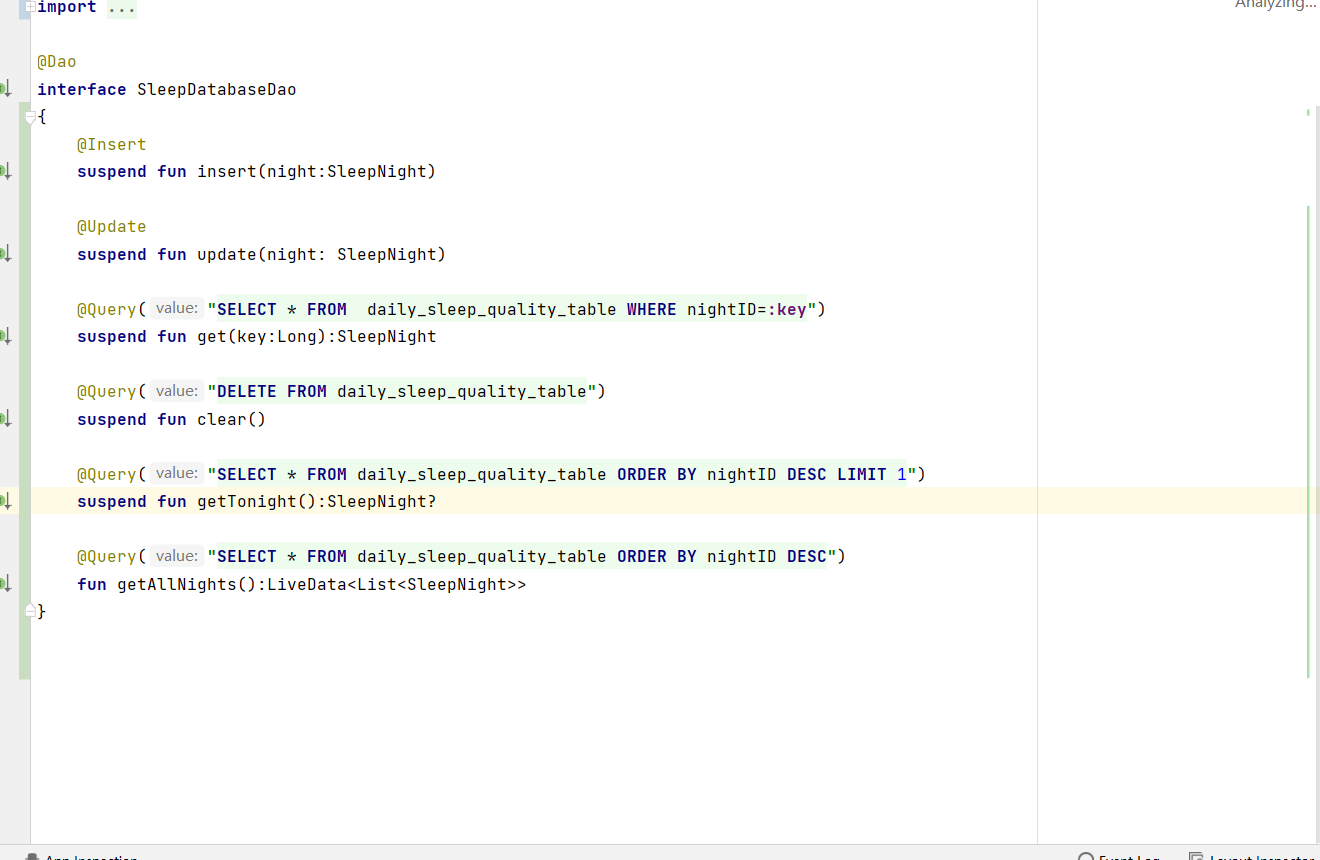 Analyzing...
import ...
@Dao
interface SleepDatabaseDao
{
@Insert
suspend fun insert(night:SleepNight)
@Update
suspend fun update(night: SleepNight)
@Query( value: "SELECT * FROM  daily_sleep_quality_table WHERE nightID=:key")
suspend fun get(key:Long):SleepNight
@Query( value: "DELETE FROM daily_sleep_quality_table")
suspend fun clear()
@Query( value: "SELECT * FROM daily_sleep_quality_table ORDER BY nightID DESC LIMIT 1")
suspend fun getTonight():SleepNight?
@Query( value: "SELECT * FROM daily_sleep_quality_table ORDER BY nightID DESC")
fun getAllNights():LiveData<List<SleepNight>>
}
App Inspection Event Log Layout Inspector